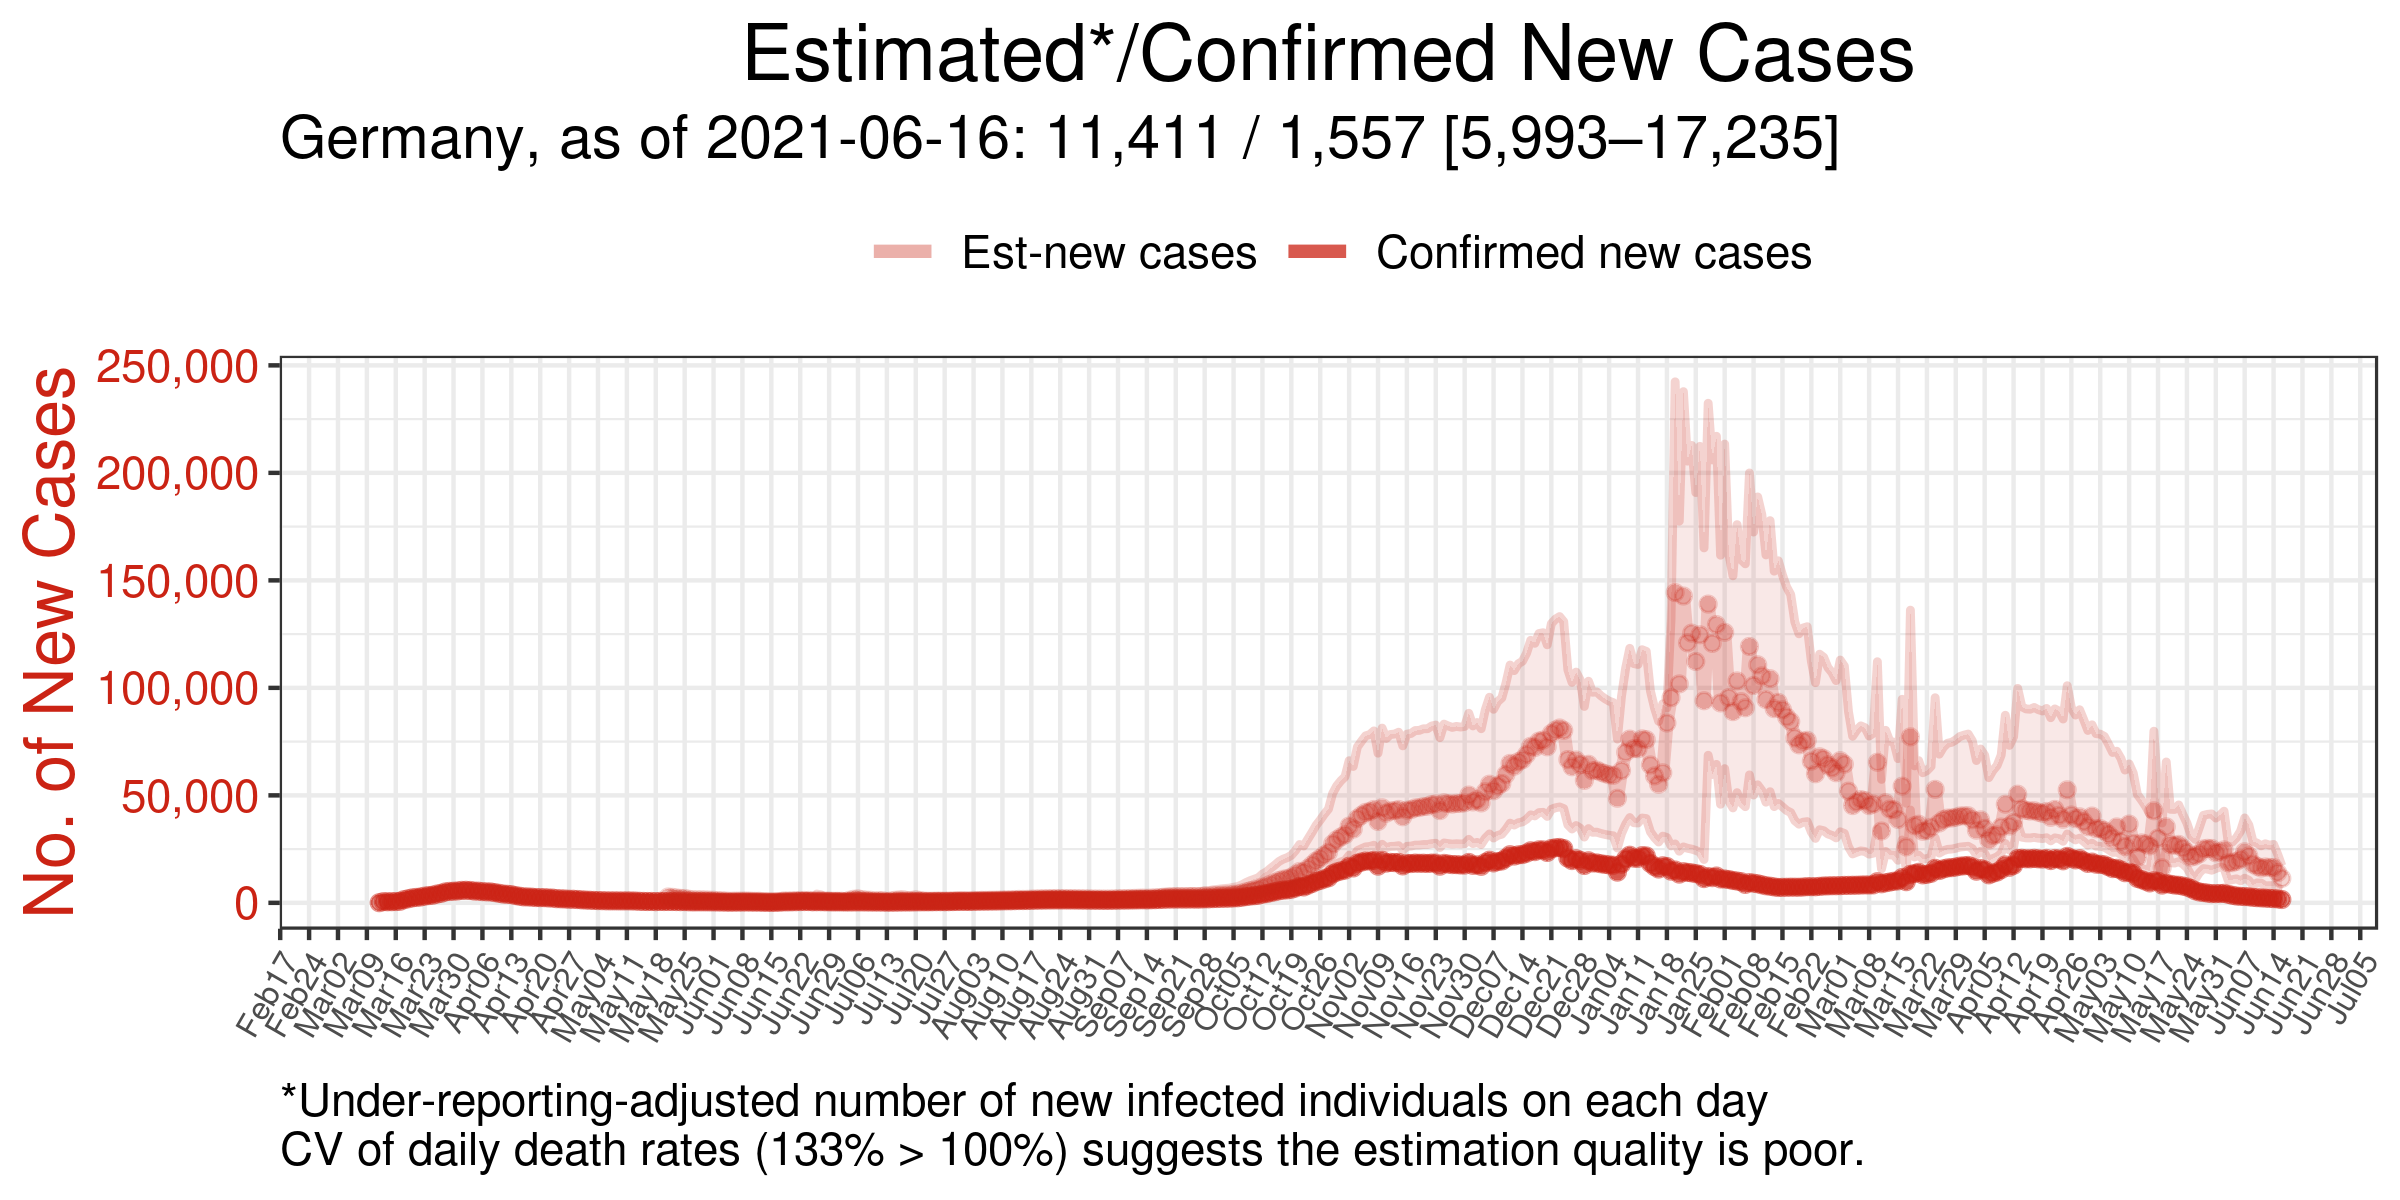 Estimated*/Confirmed New Cases
Germany, as of 2021-06-16: 11,411 / 1,557 [5,993–17,235]
Est-new cases
Confirmed new cases
No. of New Cases
250,000
200,000
150,000
100,000
50,000
0
Feb17
Feb24
Mar02
Mar09
Mar16
Mar23
Mar30
Apr06
Apr13
Apr20
Apr27
May04
May11
May18
May25
Jun01
Jun08
Jun15
Jun22
Jun29
Jul06
Jul13
Jul20
Jul27
Aug03
Aug10
Aug17
Aug24
Aug31
Sep07
Sep14
Sep21
Sep28
Oct05
Oct12
Oct19
Oct26
Nov02
Nov09
Nov16
Nov23
Nov30
Dec07
Dec14
Dec21
Dec28
Jan04
Jan11
Jan18
Jan25
Feb01
Feb08
Feb15
Feb22
Mar01
Mar08
Mar15
Mar22
Mar29
Apr05
Apr12
Apr19
Apr26
May03
May10
May17
May24
May31
Jun07
Jun14
Jun21
Jun28
Jul05
*Under-reporting-adjusted number of new infected individuals on each day
CV of daily death rates (133% > 100%) suggests the estimation quality is poor.